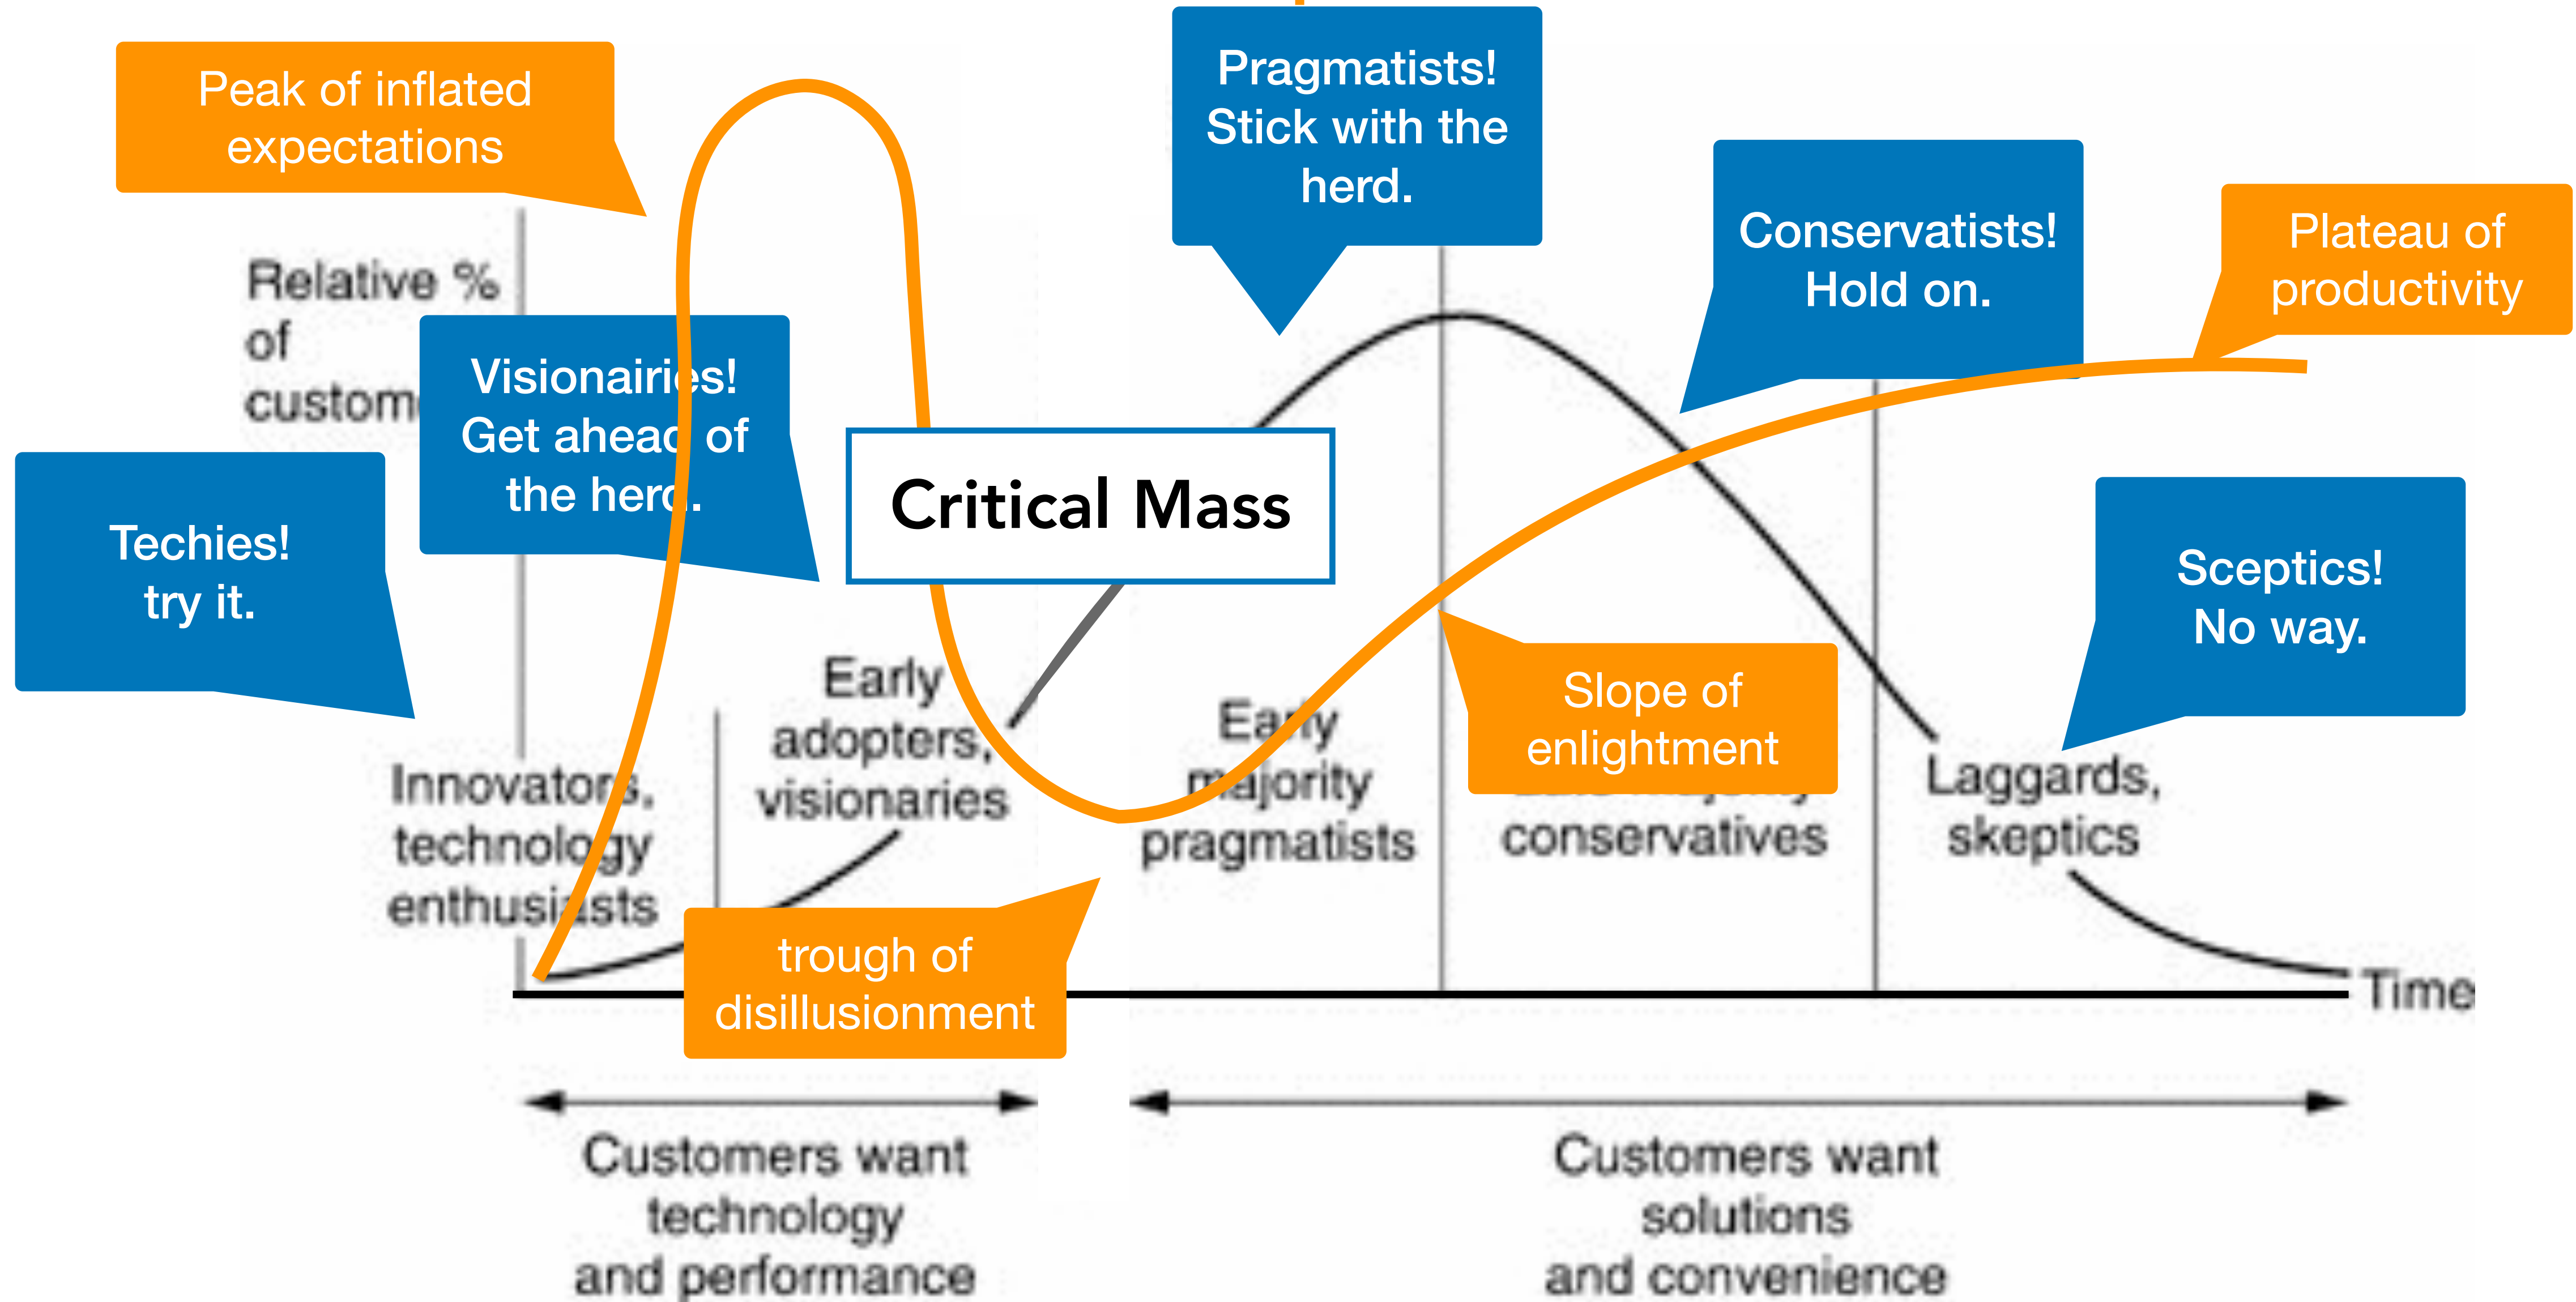 Peak of inflated
expectations
Pragmatists!
Stick with the
herd.
Conservatists!
Hold on.
Plateau of
productivity
Relative %
of
custom
Visionairies!
Get ahead of
the herd.
Critical Mass
Techies!
try it.
Sceptics!
No way.
Early
adopters,
visionaries
Innovators,
technology
enthusiasts
Early
majority
pragmatists
Slope of
enlightment
conservatives
Laggards,
skeptics
trough of
disillusionment
Time
Customers want
technology
and performance
Customers want
solutions
and convenience